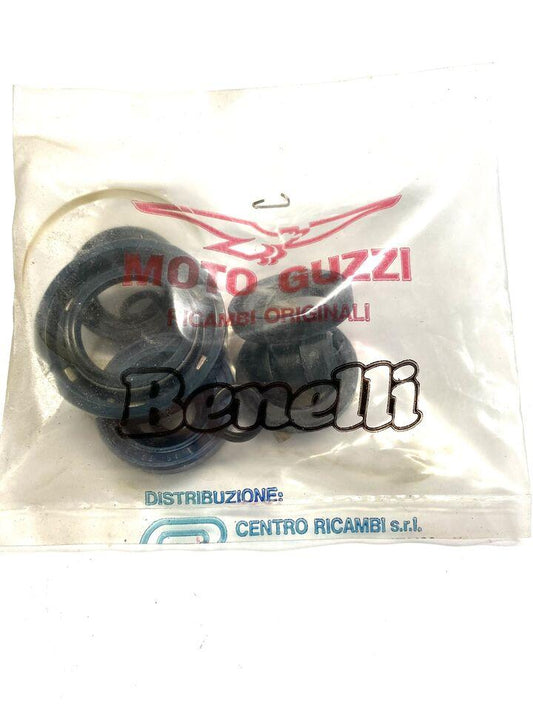 MOTO GUZZI
RICAMBI ORIGINALI
Benelli
DISTRIBUZIONE:
CENTRO RICAMBI s.r.l.